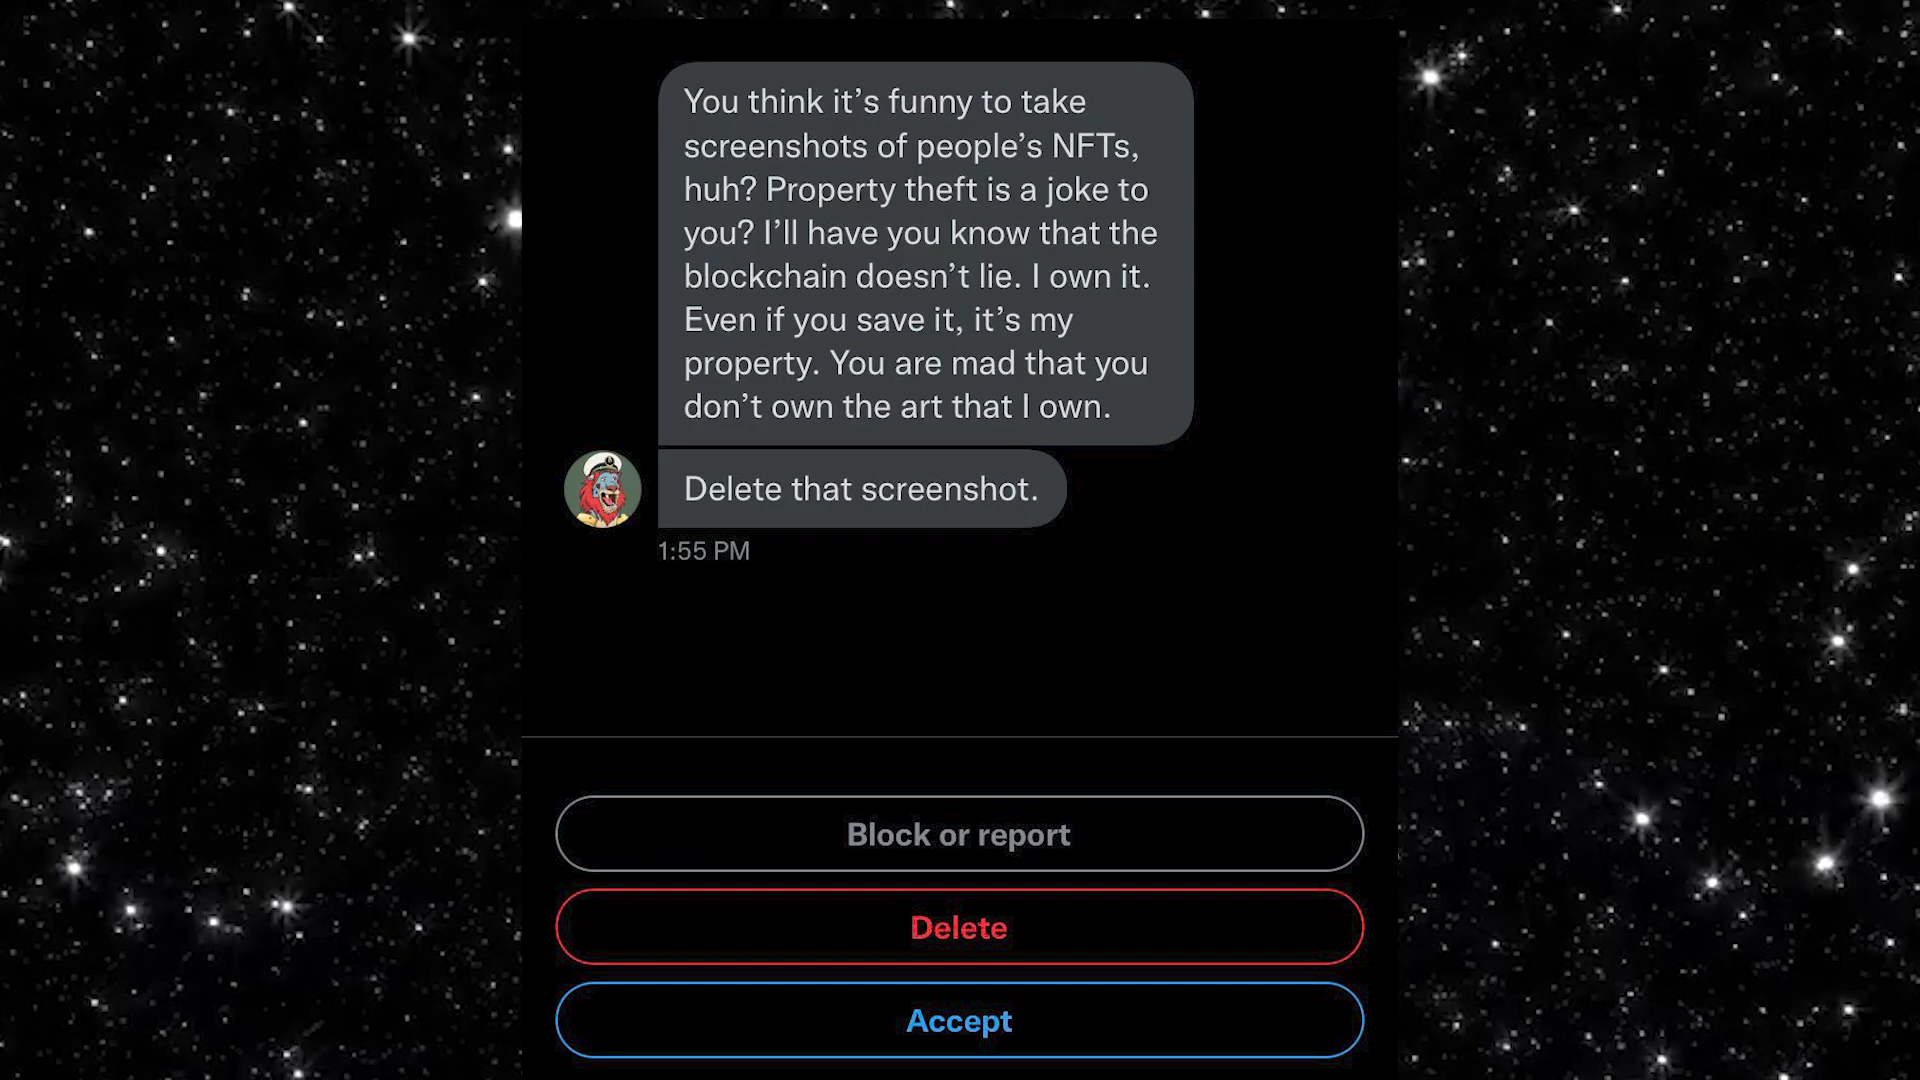 You think it’s funny to take
screenshots of people’s NFTs,
huh? Property theft is a joke to
you? I’ll have you know that the
blockchain doesn’t lie. I own it.
Even if you save it, it’s my
property. You are mad that you
don’t own the art that I own.
Delete that screenshot.
1:55 PM
Block or report
Delete
Accept